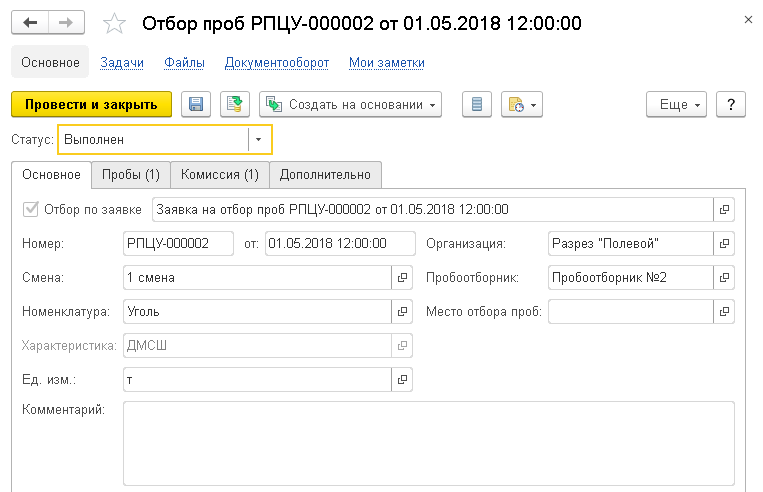 Отбор проб РПЦУ-000002 от 01.05.2018 12:00:00
Основное Задачи Файлы Документооборот Мои заметки
Провести и закрыть Создать на основании Еще ?
Статус: Выполнен
Основное Пробы (1) Комиссия (1) Дополнительно
Отбор по заявке Заявка на отбор проб РПЦУ-000002 от 01.05.2018 12:00:00
Номер: РПЦУ-000002 от: 01.05.2018 12:00:00 Организация: Разрез "Полевой"
Смена: 1 смена Пробоотборник: Пробоотборник №2
Номенклатура: Уголь Место отбора проб:
Характеристика: ДМСШ
Ед. изм.: т
Комментарий: